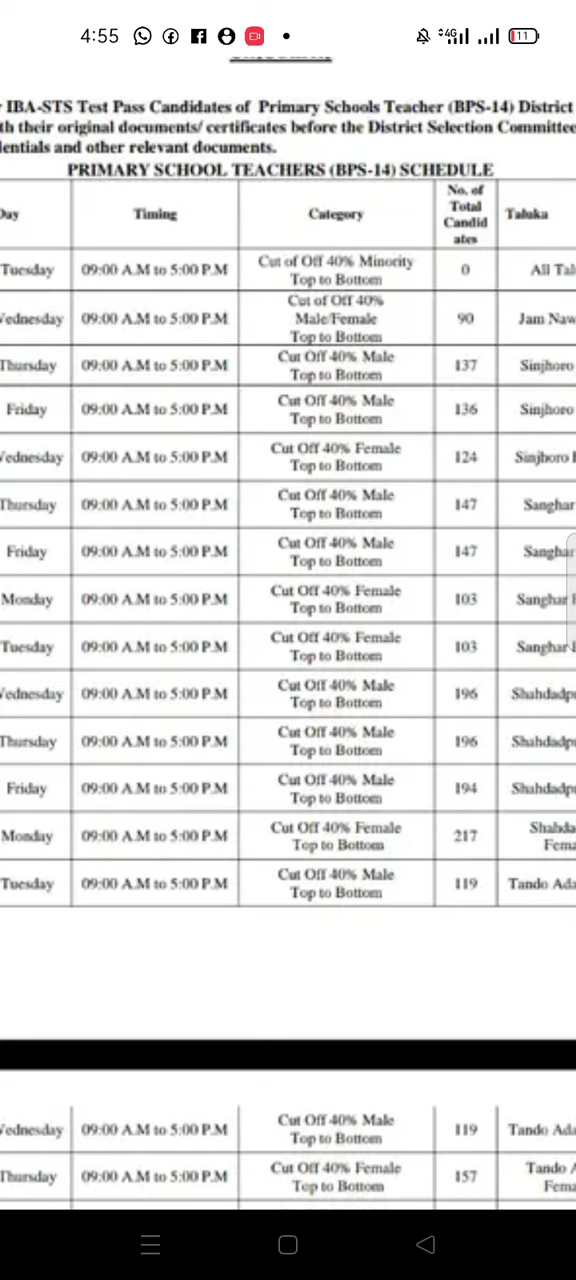 4:55
4G
11
IBA-STS Test Pass Candidates of Primary Schools Teacher (BPS-14) District
their original documents/ certificates before the District Selection Committee
and other relevant documents.
PRIMARY SCHOOL TEACHERS (BPS-14) SCHEDULE
Day Timing Category No. of Total Candidates Taluka
Tuesday 09:00 A.M to 5:00 P.M Cut of Off 40% Minority Top to Bottom 0 All Tal
Wednesday 09:00 A.M to 5:00 P.M Cut of Off 40% Male/Female Top to Bottom 90 Jam Naw
Thursday 09:00 A.M to 5:00 P.M Cut Off 40% Male Top to Bottom 137 Sinjhoro
Friday 09:00 A.M to 5:00 P.M Cut Off 40% Male Top to Bottom 136 Sinjhoro
Wednesday 09:00 A.M to 5:00 P.M Cut Off 40% Female Top to Bottom 124 Sinjhoro
Thursday 09:00 A.M to 5:00 P.M Cut Off 40% Male Top to Bottom 147 Sanghar
Friday 09:00 A.M to 5:00 P.M Cut Off 40% Male Top to Bottom 147 Sanghar
Monday 09:00 A.M to 5:00 P.M Cut Off 40% Female Top to Bottom 103 Sanghar
Tuesday 09:00 A.M to 5:00 P.M Cut Off 40% Female Top to Bottom 103 Sanghar
Wednesday 09:00 A.M to 5:00 P.M Cut Off 40% Male Top to Bottom 196 Shahdadpu
Thursday 09:00 A.M to 5:00 P.M Cut Off 40% Male Top to Bottom 196 Shahdadpu
Friday 09:00 A.M to 5:00 P.M Cut Off 40% Male Top to Bottom 194 Shahdadpu
Monday 09:00 A.M to 5:00 P.M Cut Off 40% Female Top to Bottom 217 Shahda Fema
Tuesday 09:00 A.M to 5:00 P.M Cut Off 40% Male Top to Bottom 119 Tando Ada
Wednesday 09:00 A.M to 5:00 P.M Cut Off 40% Male Top to Bottom 119 Tando Ada
Thursday 09:00 A.M to 5:00 P.M Cut Off 40% Female Top to Bottom 157 Tando A Fema